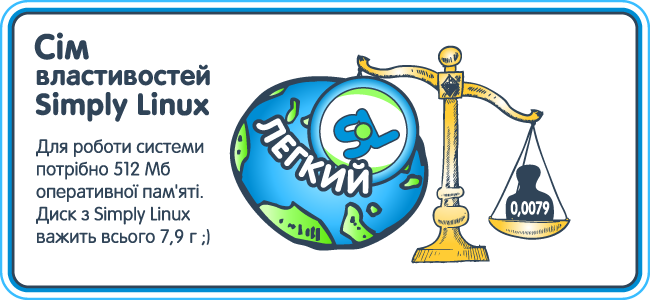 Сім
властивостей
Simply Linux
Для роботи системи
потрібно 512 Мб
оперативної пам'яті.
Диск з Simply Linux
важить всього 7,9 г ;)
SL
ЛЕГКИЙ
0,0079